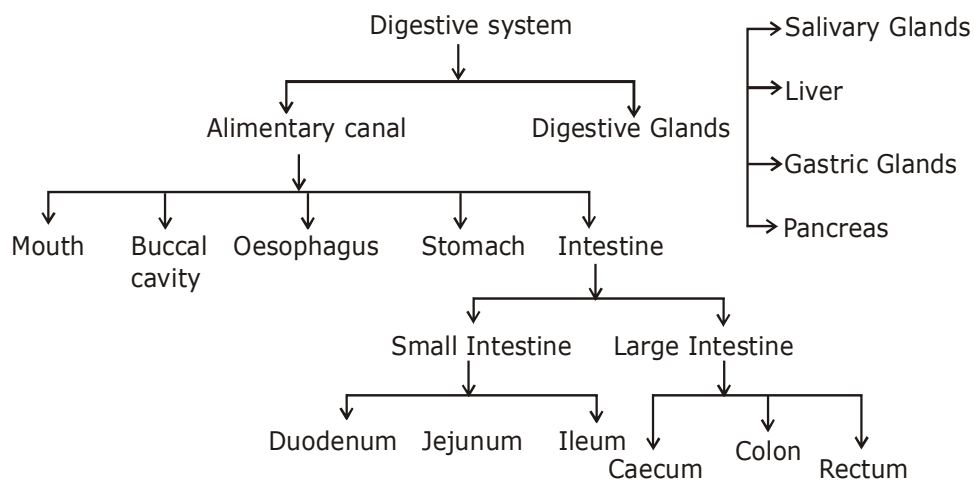 Digestive system
Salivary Glands
Liver
Alimentary canal
Digestive Glands
Gastric Glands
Pancreas
Mouth
Buccal
cavity
Oesophagus
Stomach
Intestine
Small Intestine
Large Intestine
Duodenum
Jejunum
Ileum
Caecum
Colon
Rectum